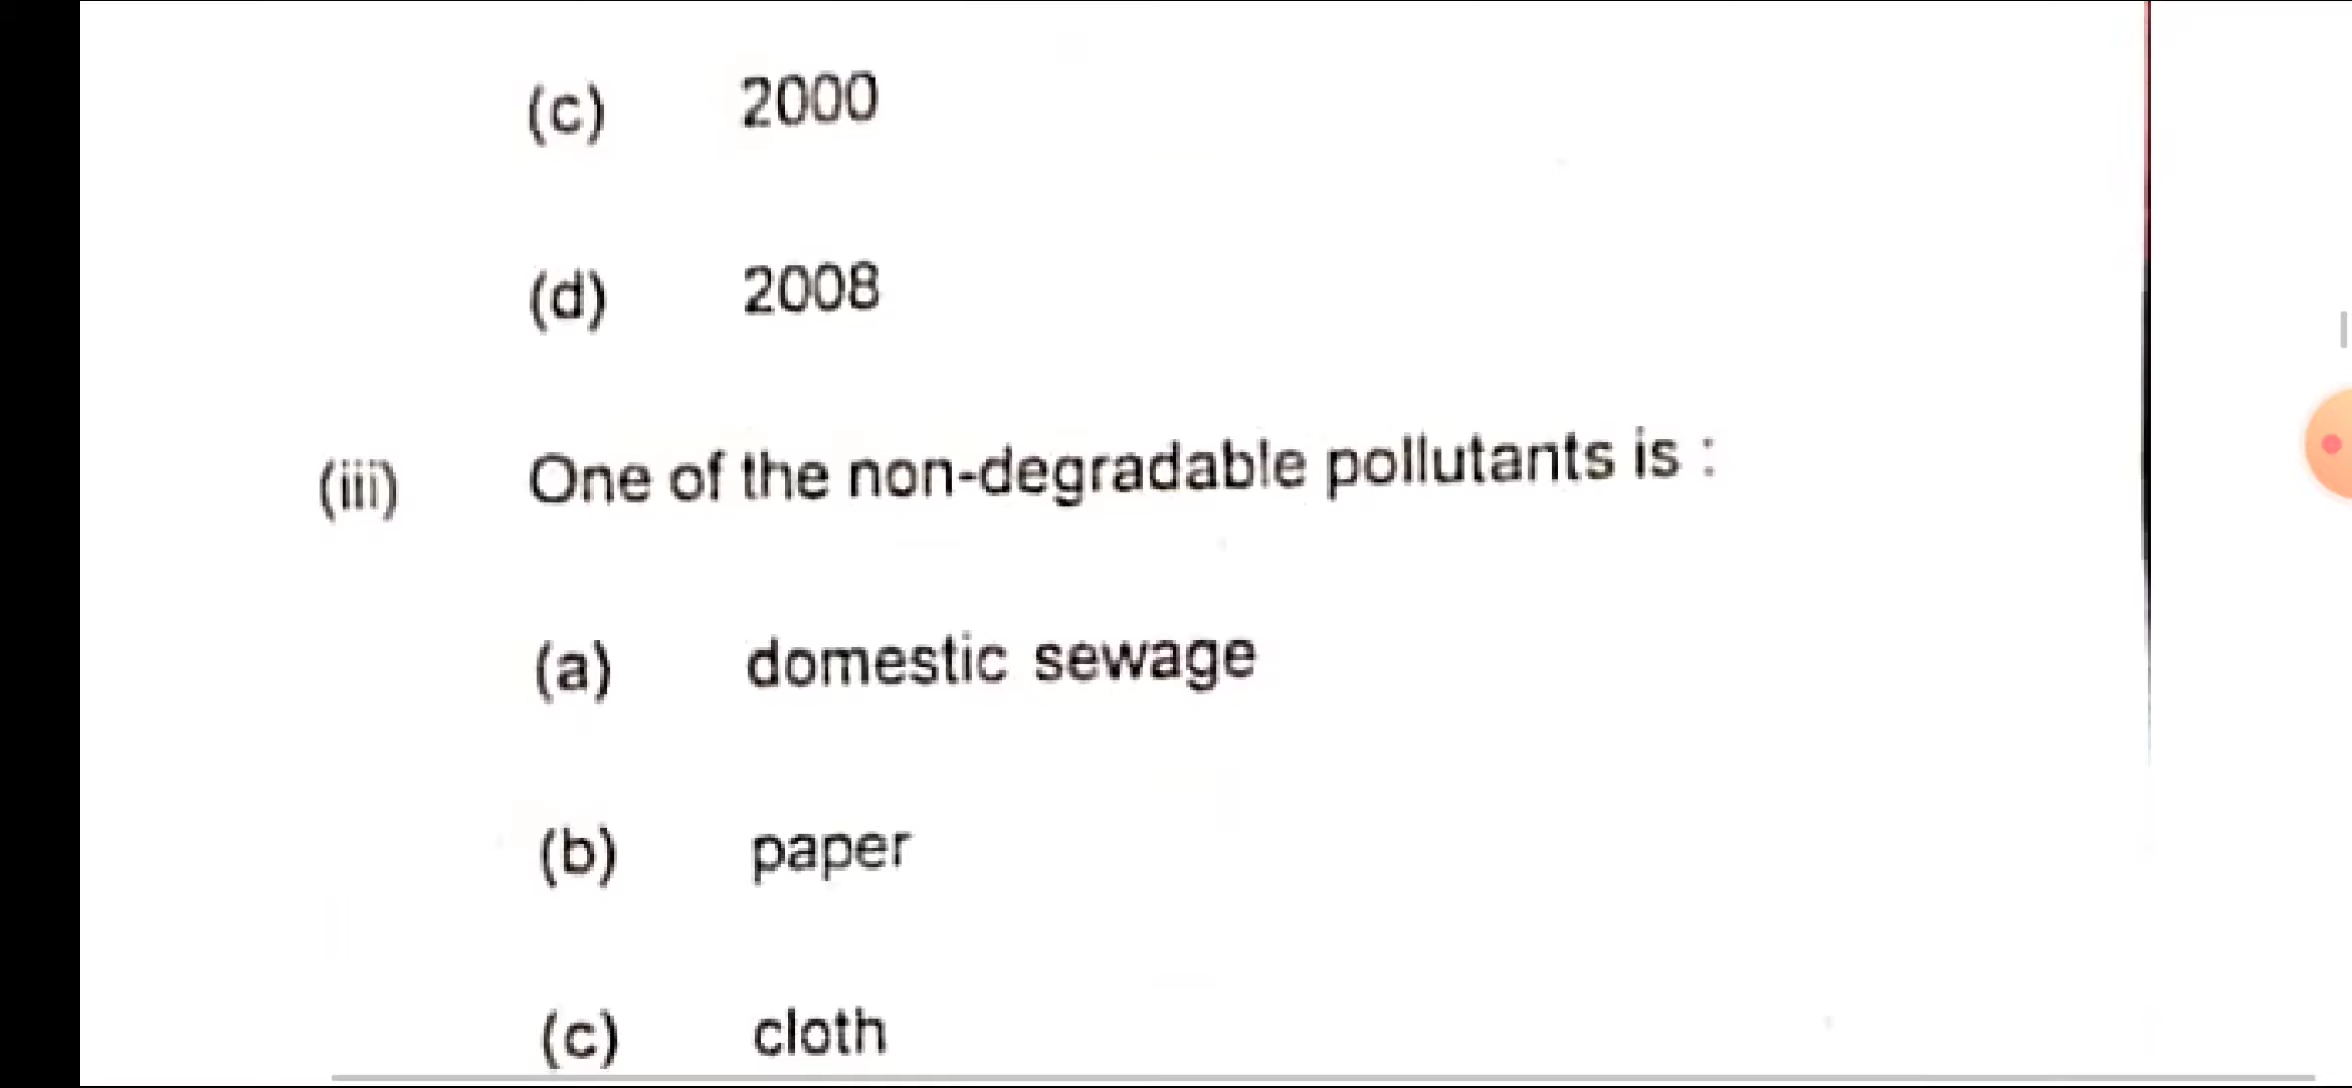 (c) 2000
(d) 2008
(iii) One of the non-degradable pollutants is :
(a) domestic sewage
(b) paper
(c) cloth